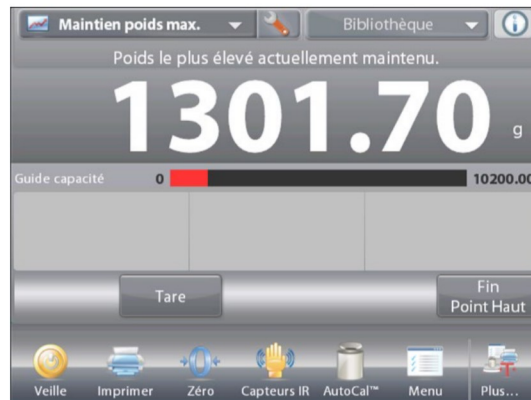 Maintien poids max.
Bibliothèque
Poids le plus élevé actuellement maintenu.
1301.70 g
Guide capacité 0 10200.00
Tare
Fin
Point Haut
Veille Imprimer Zéro Capteurs IR AutoCal™ Menu Plus...